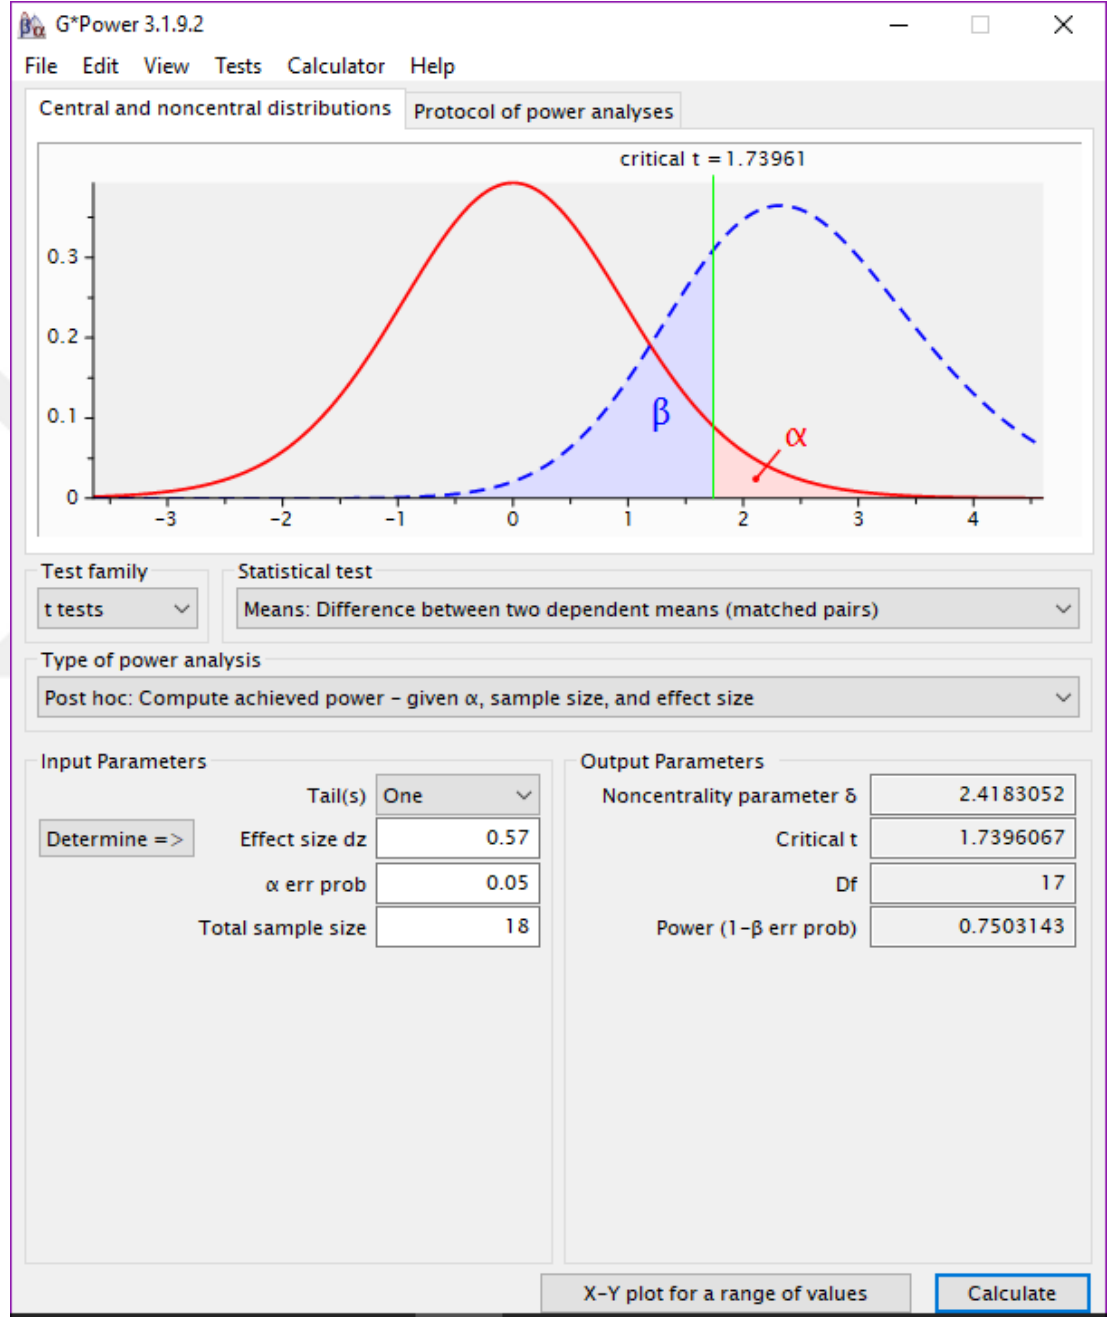 G*Power 3.1.9.2
File Edit View Tests Calculator Help
Central and noncentral distributions Protocol of power analyses
critical t = 1.73961
0.3
0.2
0.1
0
β
α
-3 -2 -1 0 1 2 3 4
Test family Statistical test
t tests Means: Difference between two dependent means (matched pairs)
Type of power analysis
Post hoc: Compute achieved power – given α, sample size, and effect size
Input Parameters
Tail(s) One
Determine => Effect size dz 0.57
α err prob 0.05
Total sample size 18
Output Parameters
Noncentrality parameter δ 2.4183052
Critical t 1.7396067
Df 17
Power (1-β err prob) 0.7503143
X-Y plot for a range of values Calculate